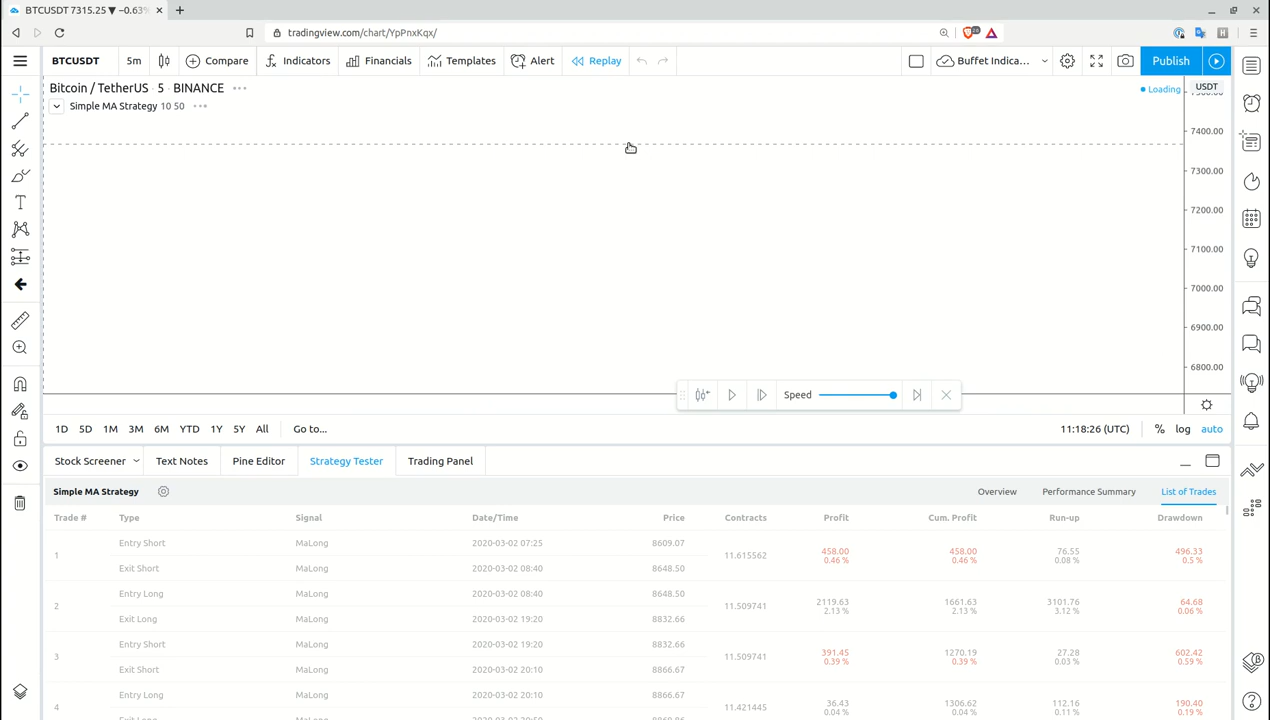 BTCUSDT 7315.25 ▼ −0.63%
tradingview.com/chart/YpPnxKqx/
BTCUSDT 5m Compare Indicators Financials Templates Alert Replay Buffet Indica... Publish
Bitcoin / TetherUS · 5 · BINANCE
Loading
USDT
Simple MA Strategy 10 50
7400.00
7300.00
7200.00
7100.00
7000.00
6900.00
6800.00
Speed
1D 5D 1M 3M 6M YTD 1Y 5Y All Go to... 11:18:26 (UTC) % log auto
Stock Screener Text Notes Pine Editor Strategy Tester Trading Panel
Simple MA Strategy Overview Performance Summary List of Trades
Trade # Type Signal Date/Time Price Contracts Profit Cum. Profit Run-up Drawdown
1 Entry Short MaLong 2020-03-02 07:25 8609.07 11.615562 458.00 458.00 76.55 496.33
0.46 % 0.46 % 0.08 % 0.5 %
Exit Short MaLong 2020-03-02 08:40 8648.50
2 Entry Long MaLong 2020-03-02 08:40 8648.50 11.509741 2119.63 1661.63 3101.76 64.68
2.13 % 2.13 % 3.12 % 0.06 %
Exit Long MaLong 2020-03-02 19:20 8832.66
3 Entry Short MaLong 2020-03-02 19:20 8832.66 11.509741 391.45 1270.19 27.28 602.42
0.39 % 0.39 % 0.03 % 0.59 %
Exit Short MaLong 2020-03-02 20:10 8866.67
4 Entry Long MaLong 2020-03-02 20:10 8866.67 11.421445 36.43 1306.62 112.16 190.40
0.04 % 0.04 % 0.11 % 0.19 %